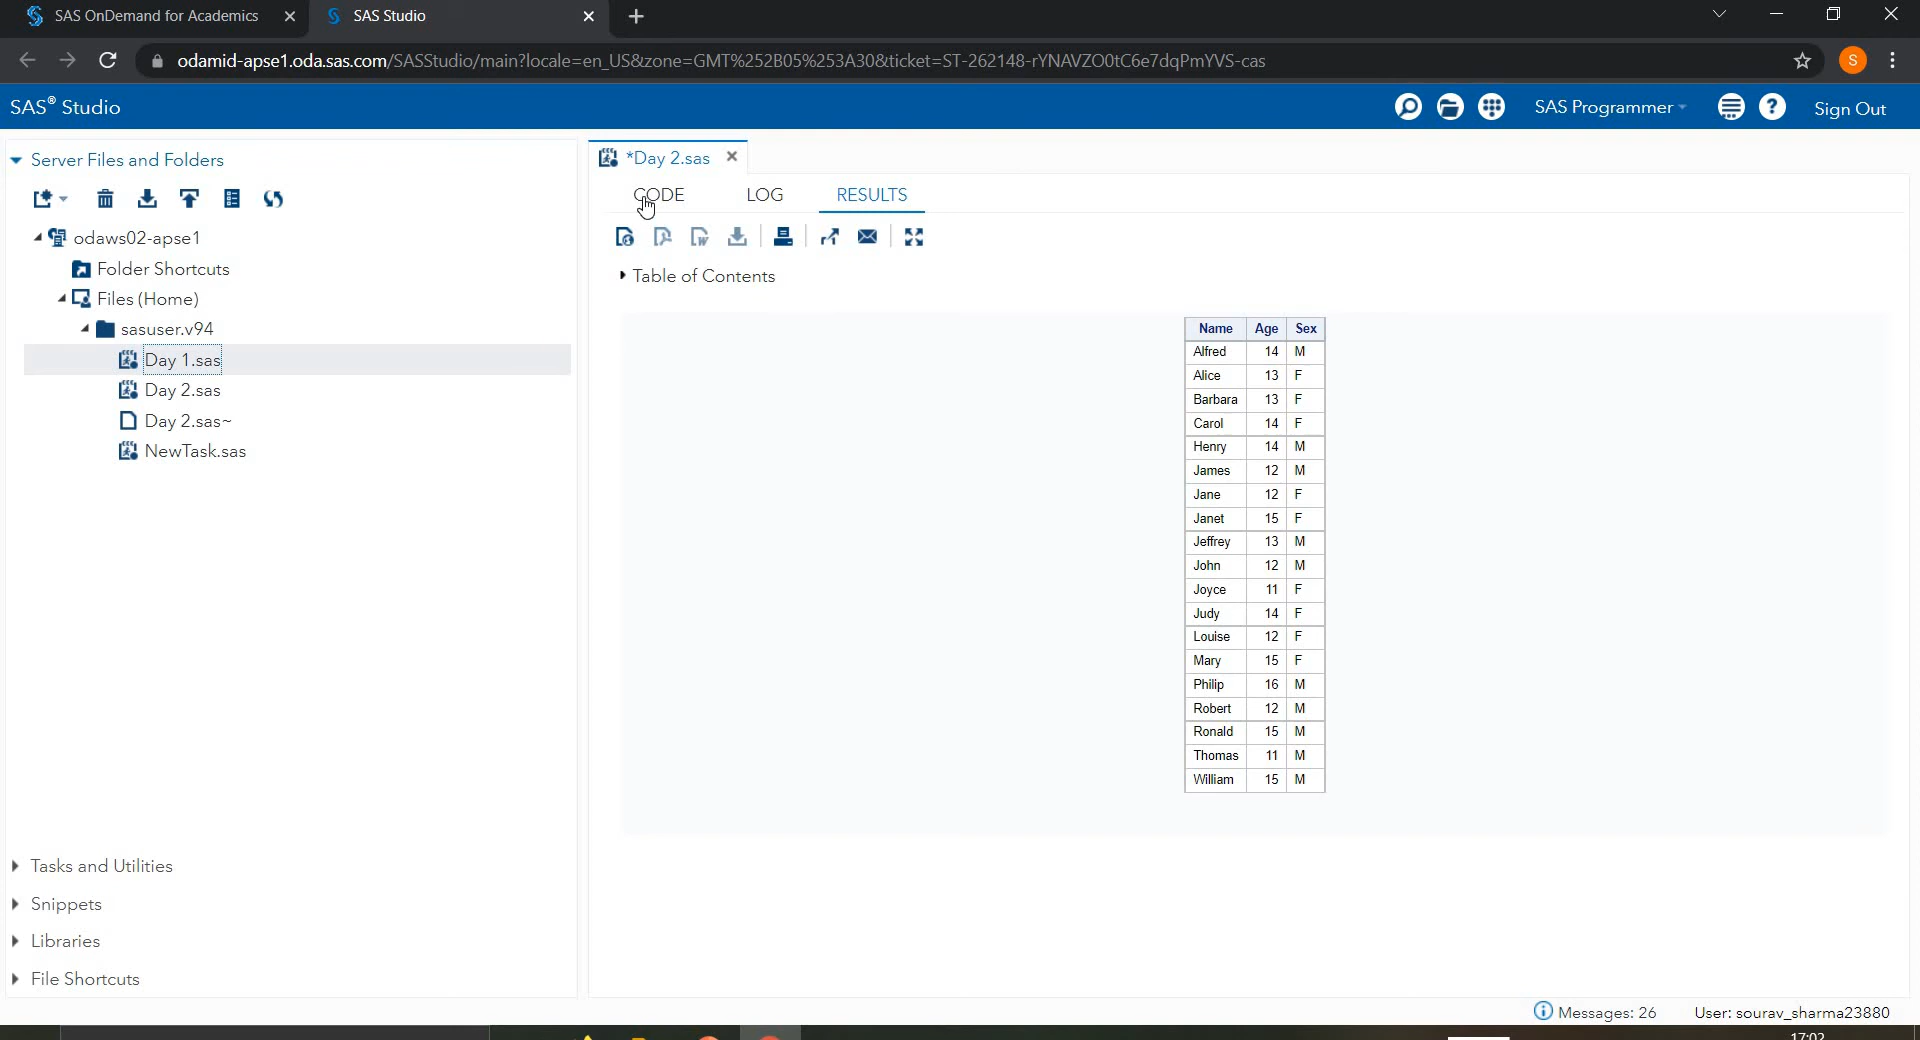 SAS OnDemand for Academics
SAS Studio
odamid-apse1.oda.sas.com/SASStudio/main?locale=en_US&zone=GMT%252B05%253A30&ticket=ST-262148-rYNAVZO0tC6e7dqPmYVS-cas
S
SAS® Studio
SAS Programmer
Sign Out
Server Files and Folders
odaws02-apse1
Folder Shortcuts
Files (Home)
sasuser.v94
Day 1.sas
Day 2.sas
Day 2.sas~
NewTask.sas
Tasks and Utilities
Snippets
Libraries
File Shortcuts
*Day 2.sas
CODE LOG RESULTS
Table of Contents
Name Age Sex
Alfred 14 M
Alice 13 F
Barbara 13 F
Carol 14 F
Henry 14 M
James 12 M
Jane 12 F
Janet 15 F
Jeffrey 13 M
John 12 M
Joyce 11 F
Judy 14 F
Louise 12 F
Mary 15 F
Philip 16 M
Robert 12 M
Ronald 15 M
Thomas 11 M
William 15 M
Messages: 26
User: sourav_sharma23880
17:02